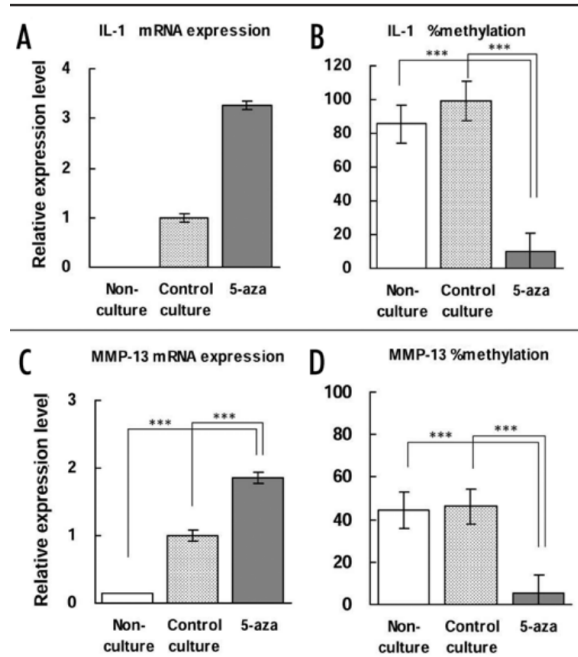 A
IL-1 mRNA expression
Relative expression level
4
3
2
1
0
Non-culture
Control culture
5-aza
B
IL-1 %methylation
***
***
120
100
80
60
40
20
0
Non-culture
Control culture
5-aza
C
MMP-13 mRNA expression
Relative expression level
3
2
1
0
***
***
Non-culture
Control culture
5-aza
D
MMP-13 %methylation
100
80
60
40
20
0
***
***
Non-culture
Control culture
5-aza